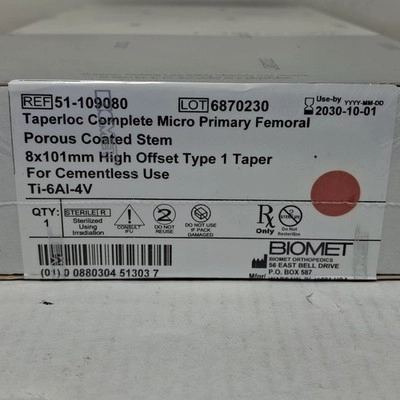 REF 51-109080 LOT 6870230 Use-by YYYY-MM-DD
2030-10-01
Taperloc Complete Micro Primary Femoral
Porous Coated Stem
8x101mm High Offset Type 1 Taper
For Cementless Use
Ti-6Al-4V
QTY:
1
STERILE R
Sterilized
Using
Irradiation
CONSULT
IFU
2
DO NOT
REUSE
DO NOT USE
IF PACK
DAMAGED
Rx
Only
STERILIZE
Do Not
Resterilize
BIOMET
BIOMET ORTHOPEDICS
56 EAST BELL DRIVE
P.O. BOX 587
(01) 0 0880304 51303 7